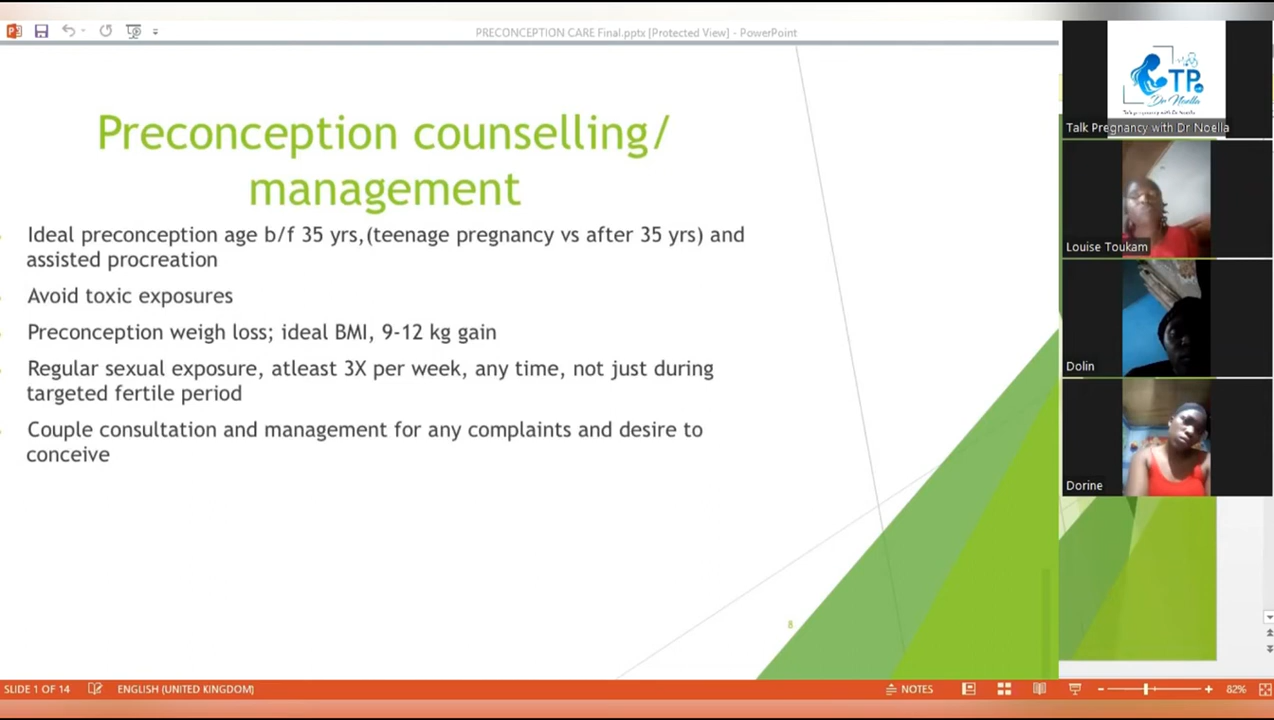 PRECONCEPTION CARE Final.pptx [Protected View] - PowerPoint
Preconception counselling/
management
Ideal preconception age b/f 35 yrs,(teenage pregnancy vs after 35 yrs) and
assisted procreation
Avoid toxic exposures
Preconception weigh loss; ideal BMI, 9-12 kg gain
Regular sexual exposure, atleast 3X per week, any time, not just during
targeted fertile period
Couple consultation and management for any complaints and desire to
conceive
8
TP
Dr Noella
Talk Pregnancy with Dr Noella
Louise Toukam
Dolin
Dorine
SLIDE 1 OF 14
ENGLISH (UNITED KINGDOM)
NOTES
82%